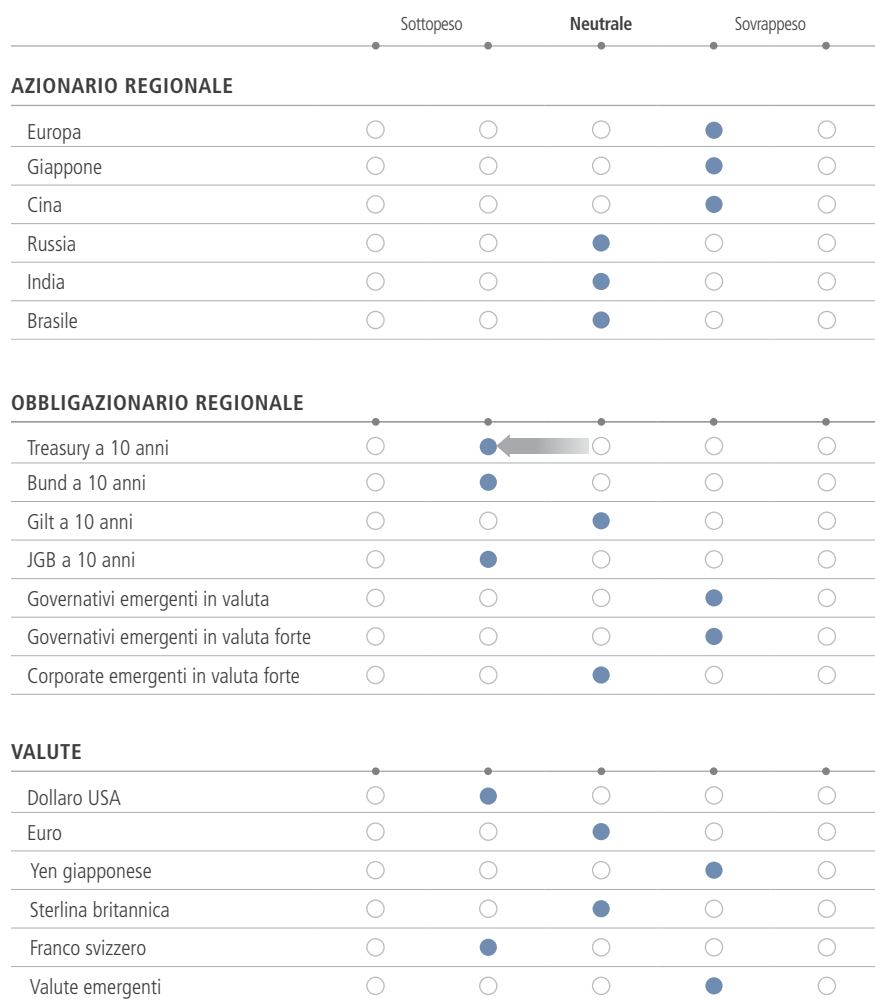 Sottopeso Neutrale Sovrappeso
AZIONARIO REGIONALE
Europa
Giappone
Cina
Russia
India
Brasile
OBBLIGAZIONARIO REGIONALE
Treasury a 10 anni
Bund a 10 anni
Gilt a 10 anni
JGB a 10 anni
Governativi emergenti in valuta
Governativi emergenti in valuta forte
Corporate emergenti in valuta forte
VALUTE
Dollaro USA
Euro
Yen giapponese
Sterlina britannica
Franco svizzero
Valute emergenti